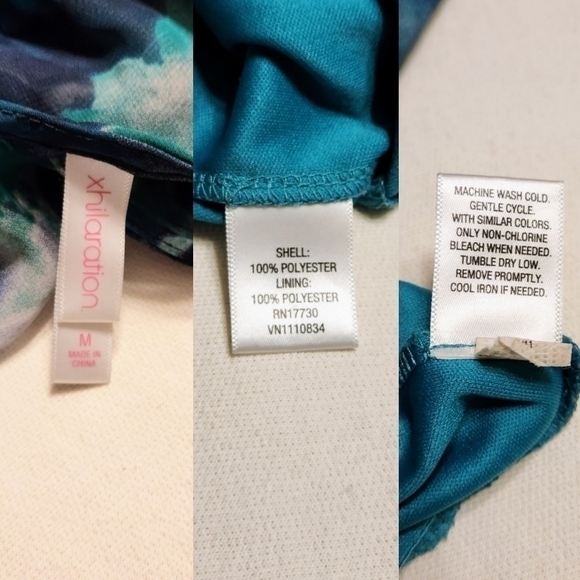 xhilaration
M
MADE IN
CHINA
SHELL:
100% POLYESTER
LINING:
100% POLYESTER
RN17730
VN1110834
MACHINE WASH COLD.
GENTLE CYCLE.
WITH SIMILAR COLORS.
ONLY NON-CHLORINE
BLEACH WHEN NEEDED.
TUMBLE DRY LOW.
REMOVE PROMPTLY.
COOL IRON IF NEEDED.